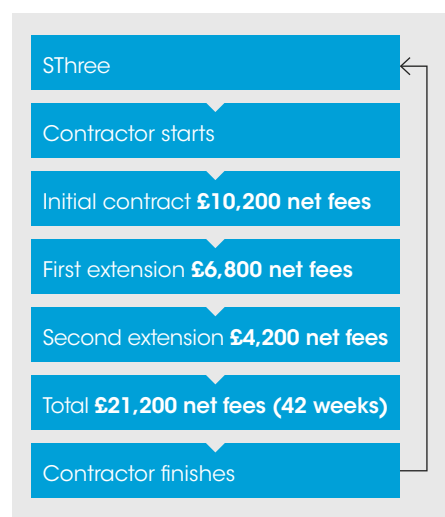 SThree
Contractor starts
Initial contract £10,200 net fees
First extension £6,800 net fees
Second extension £4,200 net fees
Total £21,200 net fees (42 weeks)
Contractor finishes